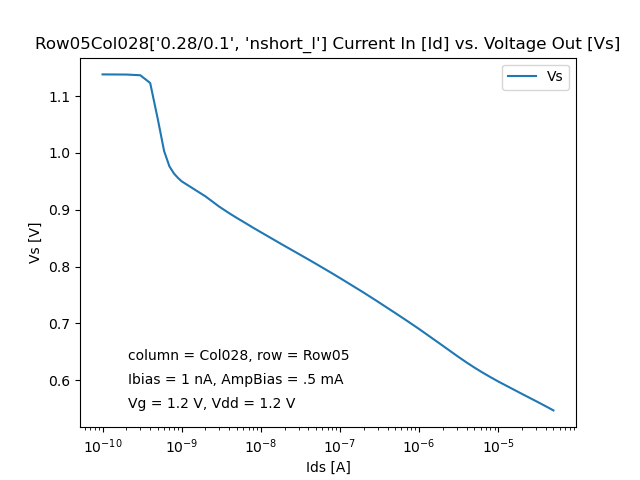 Row05Col028['0.28/0.1', 'nshort_l'] Current In [Id] vs. Voltage Out [Vs]
Vs
1.1
1.0
0.9
0.8
0.7
0.6
Vs [V]
column = Col028, row = Row05
Ibias = 1 nA, AmpBias = .5 mA
Vg = 1.2 V, Vdd = 1.2 V
10⁻¹⁰ 10⁻⁹ 10⁻⁸ 10⁻⁷ 10⁻⁶ 10⁻⁵
Ids [A]